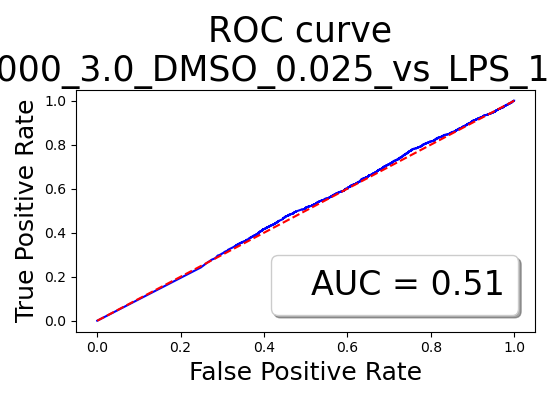 ROC curve
000_3.0_DMSO_0.025_vs_LPS_1
True Positive Rate
1.0
0.8
0.6
0.4
0.2
0.0
AUC = 0.51
0.0 0.2 0.4 0.6 0.8 1.0
False Positive Rate